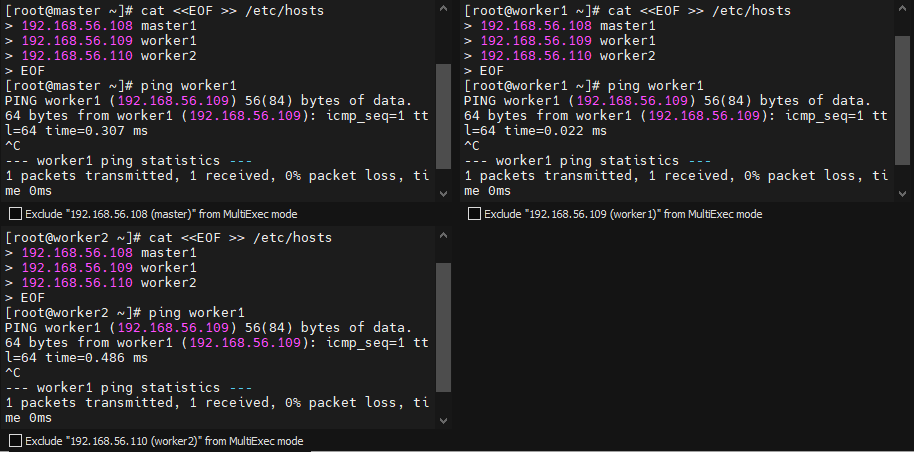 [root@master ~]# cat <<EOF >> /etc/hosts
> 192.168.56.108 master1
> 192.168.56.109 worker1
> 192.168.56.110 worker2
> EOF
[root@master ~]# ping worker1
PING worker1 (192.168.56.109) 56(84) bytes of data.
64 bytes from worker1 (192.168.56.109): icmp_seq=1 tt
l=64 time=0.307 ms
^C
--- worker1 ping statistics ---
1 packets transmitted, 1 received, 0% packet loss, ti
me 0ms
Exclude "192.168.56.108 (master)" from MultiExec mode
[root@worker1 ~]# cat <<EOF >> /etc/hosts
> 192.168.56.108 master1
> 192.168.56.109 worker1
> 192.168.56.110 worker2
> EOF
[root@worker1 ~]# ping worker1
PING worker1 (192.168.56.109) 56(84) bytes of data.
64 bytes from worker1 (192.168.56.109): icmp_seq=1 tt
l=64 time=0.022 ms
^C
--- worker1 ping statistics ---
1 packets transmitted, 1 received, 0% packet loss, ti
me 0ms
Exclude "192.168.56.109 (worker1)" from MultiExec mode
[root@worker2 ~]# cat <<EOF >> /etc/hosts
> 192.168.56.108 master1
> 192.168.56.109 worker1
> 192.168.56.110 worker2
> EOF
[root@worker2 ~]# ping worker1
PING worker1 (192.168.56.109) 56(84) bytes of data.
64 bytes from worker1 (192.168.56.109): icmp_seq=1 tt
l=64 time=0.486 ms
^C
--- worker1 ping statistics ---
1 packets transmitted, 1 received, 0% packet loss, ti
me 0ms
Exclude "192.168.56.110 (worker2)" from MultiExec mode